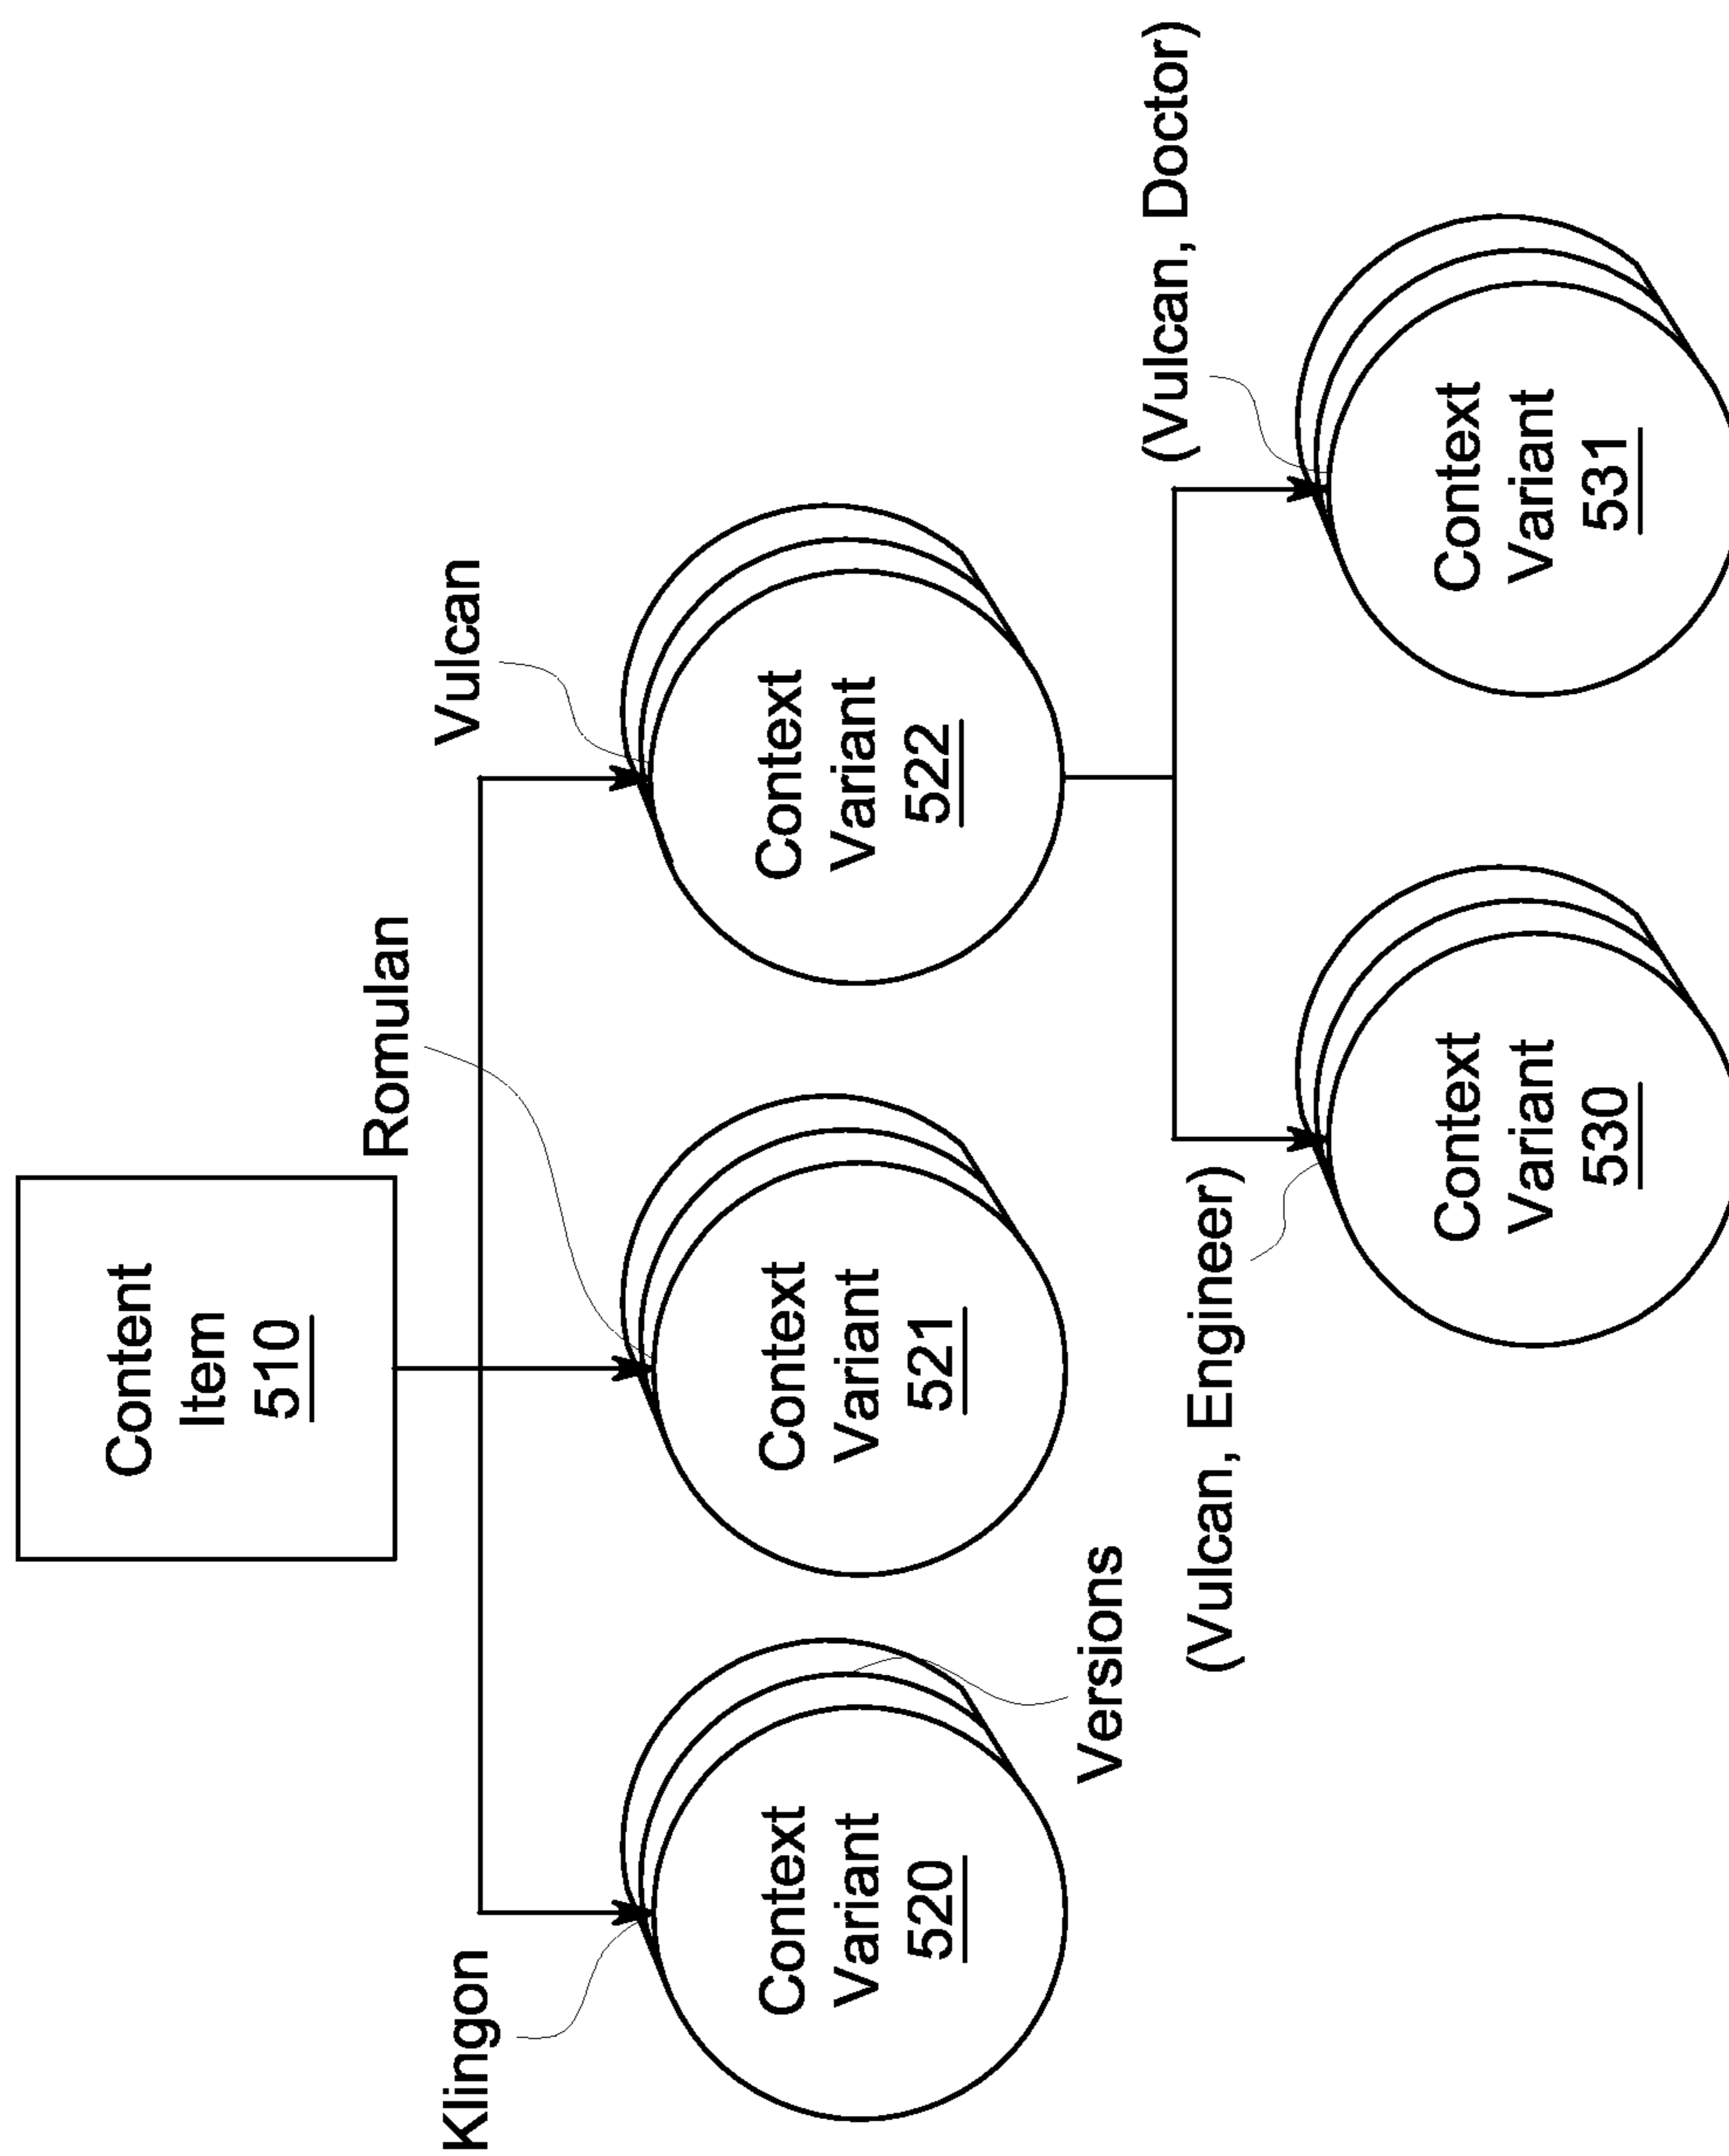 Content
Item
510
Romulan
Klingon
Vulcan
Context
Variant
520
Context
Variant
521
Context
Variant
522
Versions
(Vulcan, Engineer)
(Vulcan, Doctor)
Context
Variant
530
Context
Variant
531